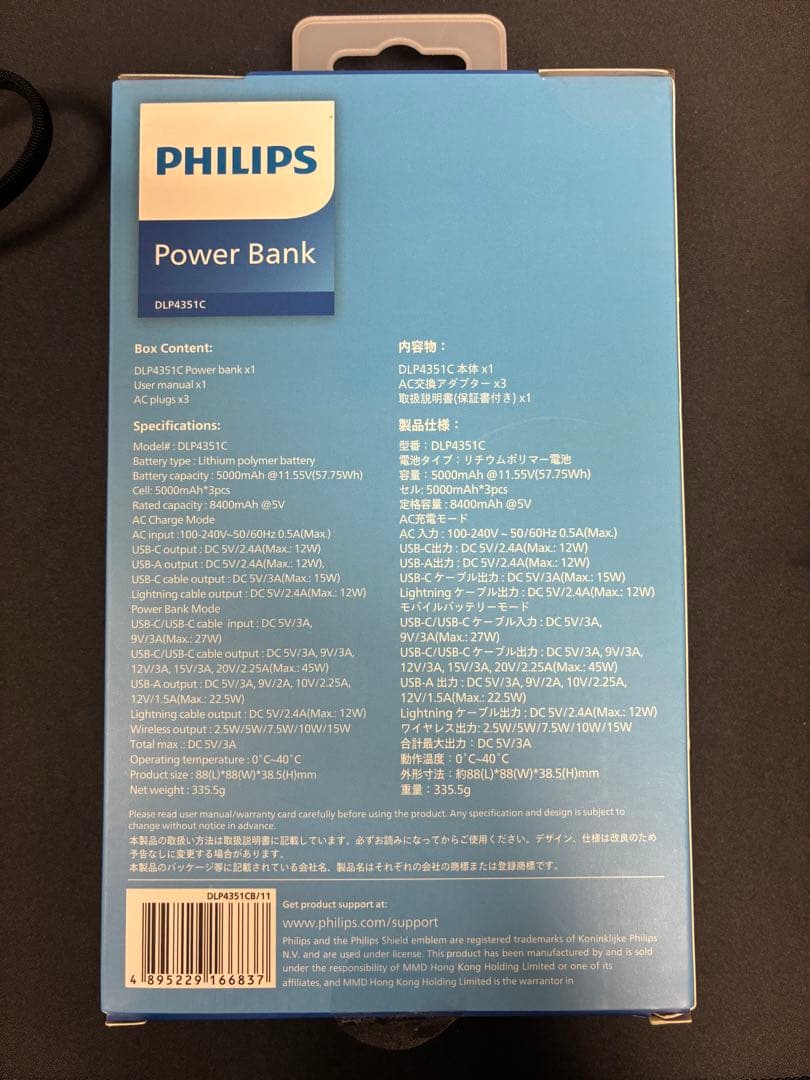 PHILIPS
Power Bank
DLP4351C
Box Content:
DLP4351C Power bank x1
User manual x1
AC plugs x3
Specifications:
Model# : DLP4351C
Battery type : Lithium polymer battery
Battery capacity : 5000mAh @11.55V(57.75Wh)
Cell: 5000mAh*3pcs
Rated capacity : 8400mAh @5V
AC Charge Mode
AC input :100-240V~50/60Hz 0.5A(Max.)
USB-C output : DC 5V/2.4A(Max.: 12W)
USB-A output : DC 5V/2.4A(Max.: 12W),
USB-C cable output : DC 5V/3A(Max.: 15W)
Lightning cable output : DC 5V/2.4A(Max.: 12W)
Power Bank Mode
USB-C/USB-C cable input : DC 5V/3A,
9V/3A(Max.: 27W)
USB-C/USB-C cable output : DC 5V/3A, 9V/3A,
12V/3A, 15V/3A, 20V/2.25A(Max.: 45W)
USB-A output : DC 5V/3A, 9V/2A, 10V/2.25A,
12V/1.5A(Max.: 22.5W)
Lightning cable output : DC 5V/2.4A(Max.: 12W)
Wireless output : 2.5W/5W/7.5W/10W/15W
Total max .: DC 5V/3A
Operating temperature : 0°C~40°C
Product size : 88(L)*88(W)*38.5(H)mm
Net weight : 335.5g
内容物：
DLP4351C 本体 x1
AC交換アダプター x3
取扱説明書(保証書付き) x1
製品仕様：
型番：DLP4351C
電池タイプ：リチウムポリマー電池
容量：5000mAh @11.55V(57.75Wh)
セル: 5000mAh*3pcs
定格容量 : 8400mAh @5V
AC充電モード
AC 入力 : 100-240V ~ 50/60Hz 0.5A(Max.)
USB-C出力 : DC 5V/2.4A(Max.: 12W)
USB-A出力 : DC 5V/2.4A(Max.: 12W)
USB-C ケーブル出力 : DC 5V/3A(Max.: 15W)
Lightning ケーブル出力 : DC 5V/2.4A(Max.: 12W)
モバイルバッテリーモード
USB-C/USB-C ケーブル入力 : DC 5V/3A,
9V/3A(Max.: 27W)
USB-C/USB-C ケーブル出力 : DC 5V/3A, 9V/3A,
12V/3A, 15V/3A, 20V/2.25A(Max.: 45W)
USB-A 出力 : DC 5V/3A, 9V/2A, 10V/2.25A,
12V/1.5A(Max.: 22.5W)
Lightning ケーブル出力 : DC 5V/2.4A(Max.: 12W)
ワイヤレス出力 : 2.5W/5W/7.5W/10W/15W
合計最大出力：DC 5V/3A
動作温度：0°C~40°C
外形寸法：約88(L)*88(W)*38.5(H)mm
重量：335.5g
Please read user manual/warranty card carefully before using the product. Any specification and design is subject to
change without notice in advance.
本製品の取扱い方法は取扱説明書に記載しています。必ずお読みになってからご使用ください。デザイン、仕様は改良のため
予告なしに変更する場合があります。
本製品のパッケージ等に記載されている会社名、製品名はそれぞれの会社の商標または登録商標です。
DLP4351CB/11
4 895229 166837
Get product support at:
www.philips.com/support
Philips and the Philips Shield emblem are registered trademarks of Koninklijke Philips
N.V. and are used under license. This product has been manufactured by and is sold
under the responsibility of MMD Hong Kong Holding Limited or one of its
affiliates, and MMD Hong Kong Holding Limited is the warrantor in